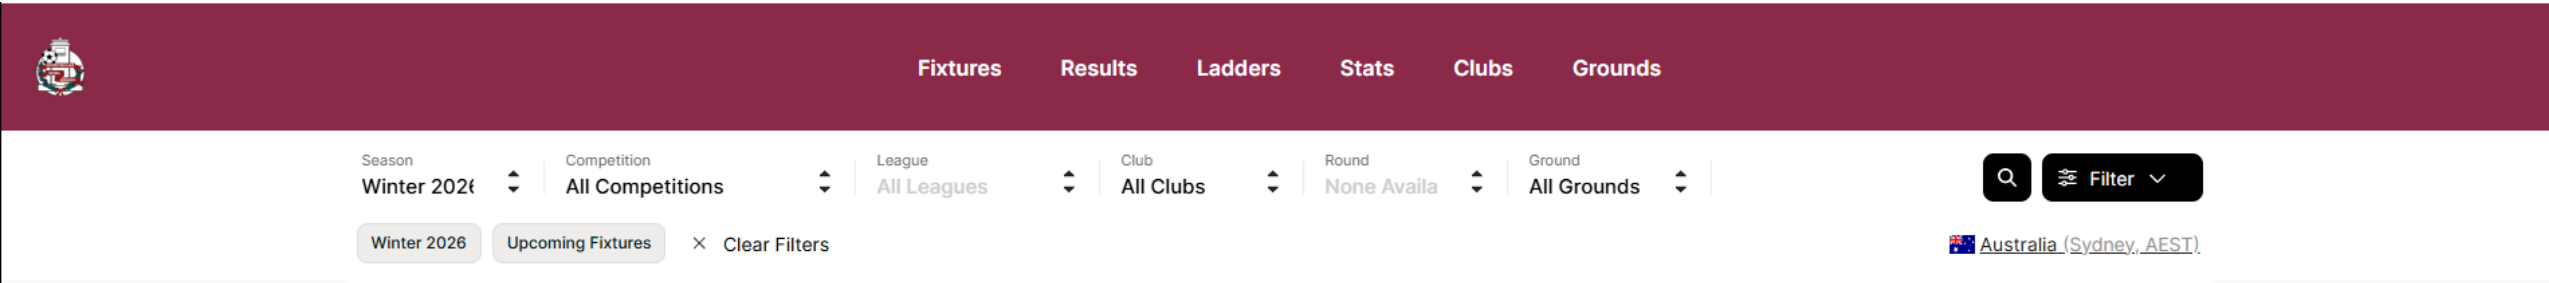 Fixtures Results Ladders Stats Clubs Grounds
Season Competition League Club Round Ground
Winter 2026 All Competitions All Leagues All Clubs None Availa All Grounds
Filter
Winter 2026 Upcoming Fixtures Clear Filters
Australia (Sydney, AEST)